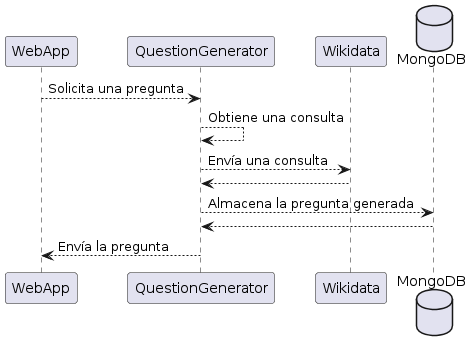 WebApp
QuestionGenerator
Wikidata
MongoDB
Solicita una pregunta
Obtiene una consulta
Envía una consulta
Almacena la pregunta generada
Envía la pregunta
WebApp
QuestionGenerator
Wikidata
MongoDB